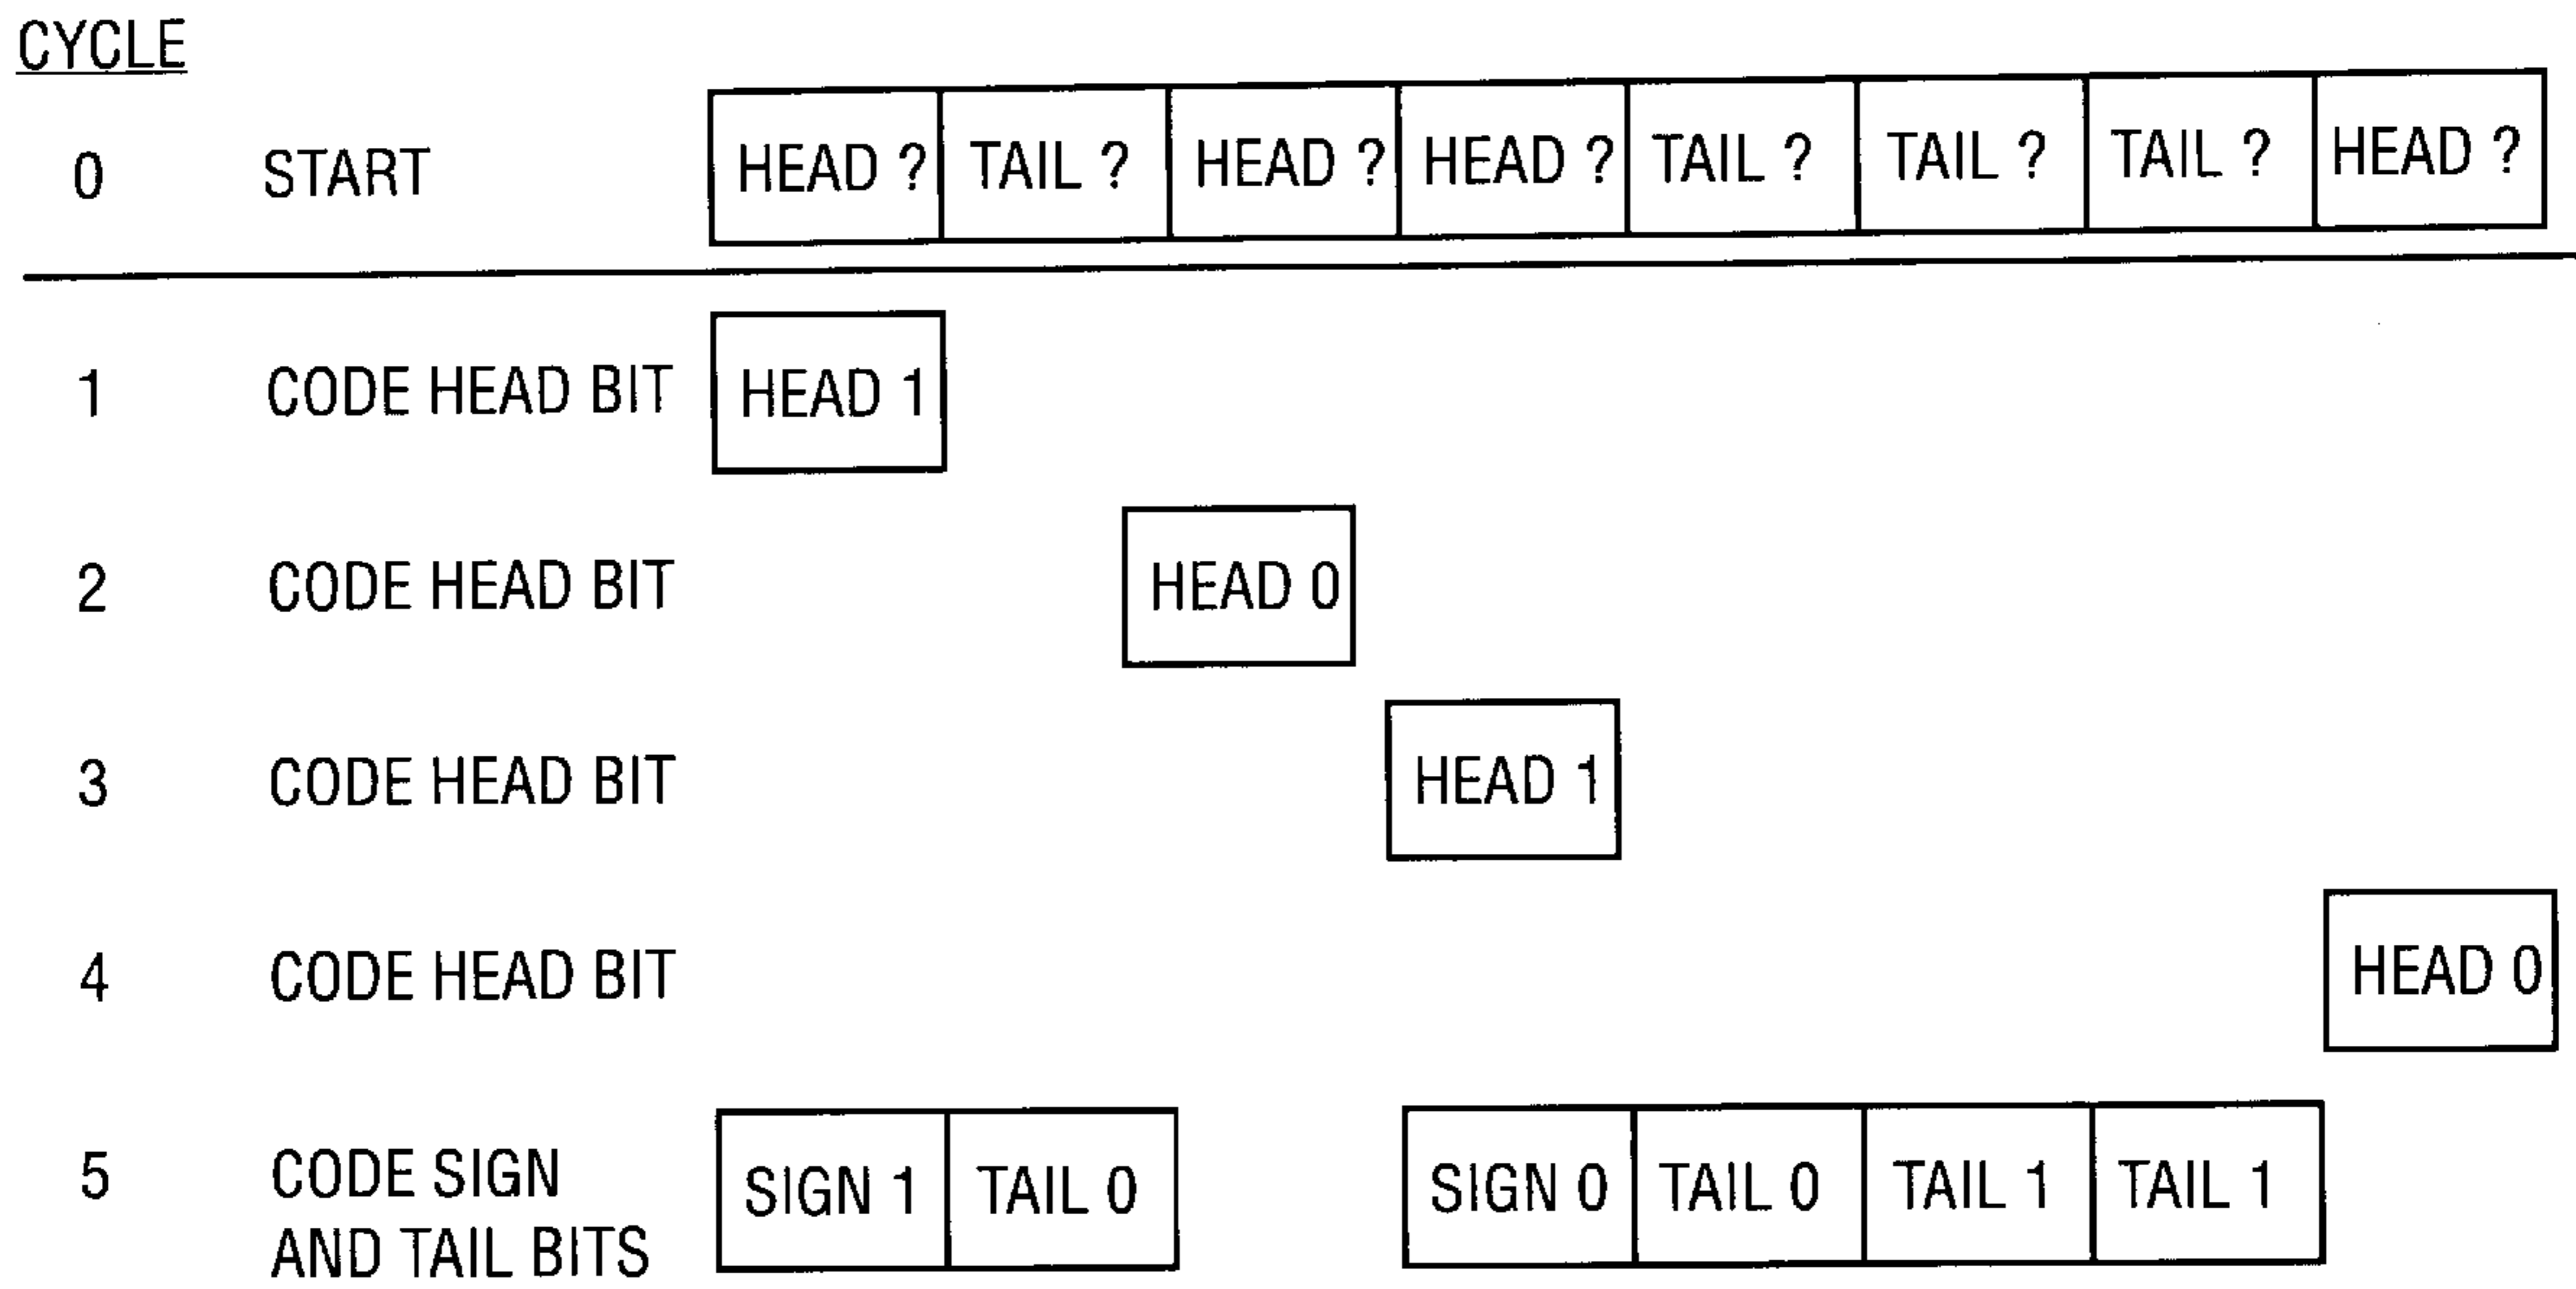 CYCLE
0 START HEAD ? TAIL ? HEAD ? HEAD ? TAIL ? TAIL ? TAIL ? HEAD ?
1 CODE HEAD BIT HEAD 1
2 CODE HEAD BIT HEAD 0
3 CODE HEAD BIT HEAD 1
4 CODE HEAD BIT HEAD 0
5 CODE SIGN SIGN 1 TAIL 0 SIGN 0 TAIL 0 TAIL 1 TAIL 1
AND TAIL BITS